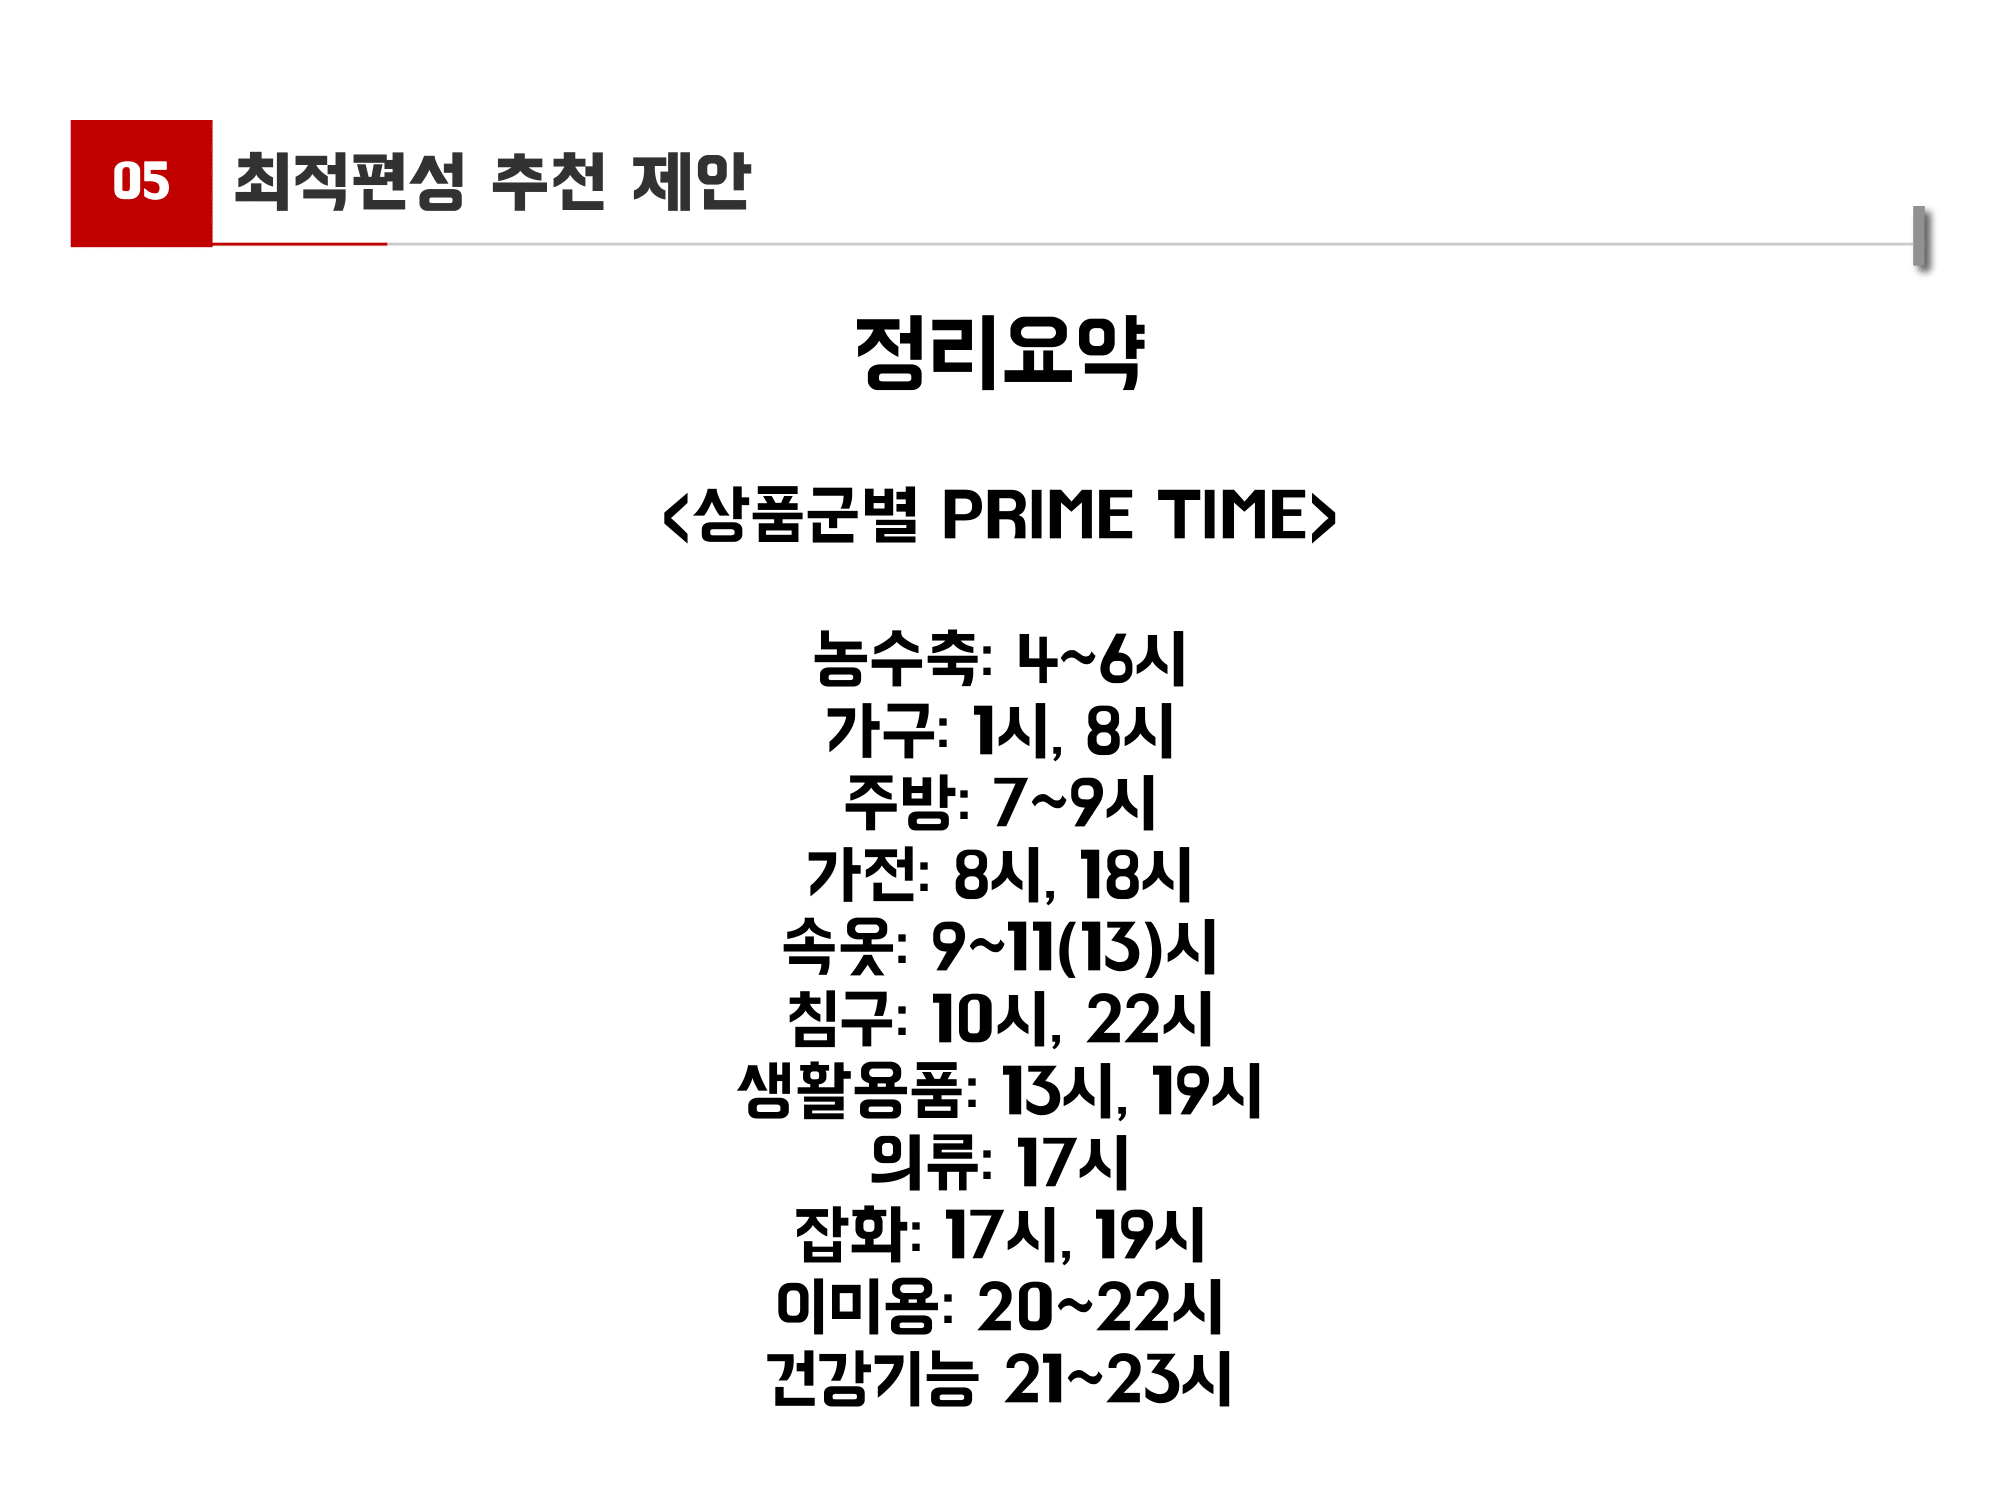 05 최적편성 추천 제안
정리요약
<상품군별 PRIME TIME>
농수축: 4~6시
가구: 1시, 8시
주방: 7~9시
가전: 8시, 18시
속옷: 9~11(13)시
침구: 10시, 22시
생활용품: 13시, 19시
의류: 17시
잡화: 17시, 19시
이미용: 20~22시
건강기능 21~23시